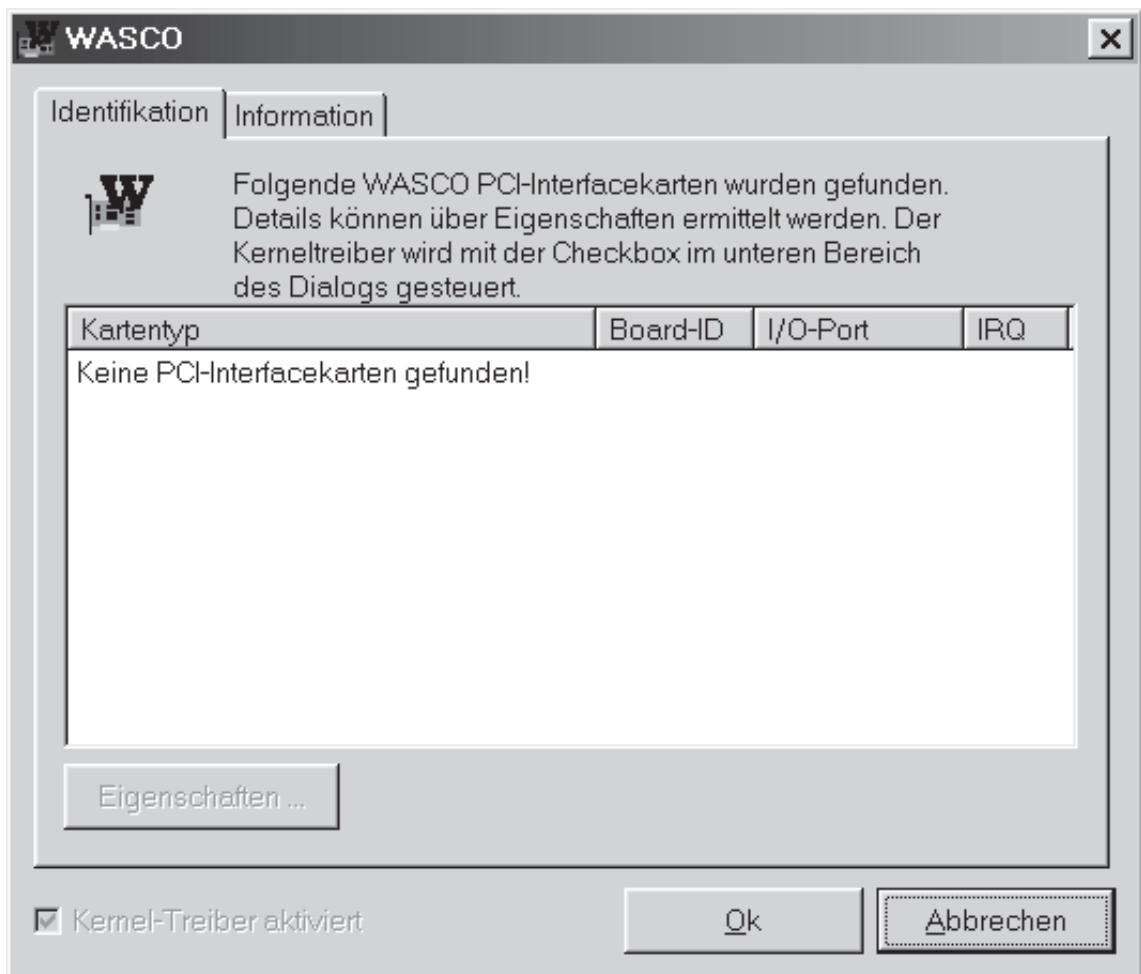 WASCO
Identifikation
Information
Folgende WASCO PCI-Interfacekarten wurden gefunden.
Details können über Eigenschaften ermittelt werden. Der
Kerneltreiber wird mit der Checkbox im unteren Bereich
des Dialogs gesteuert.
Kartentyp Board-ID I/O-Port IRQ
Keine PCI-Interfacekarten gefunden!
Eigenschaften ...
Kernel-Treiber aktiviert
Ok
Abbrechen